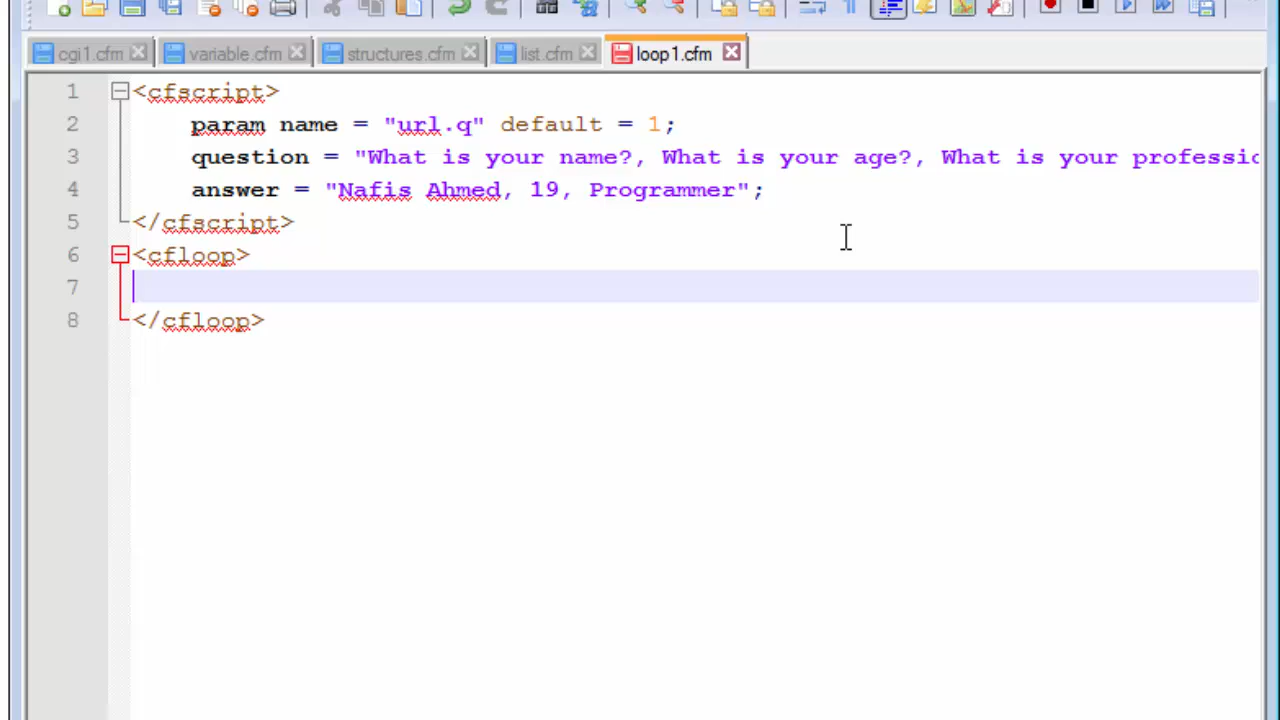 cgi1.cfm variable.cfm structures.cfm list.cfm loop1.cfm
1 <cfscript>
2 param name = "url.q" default = 1;
3 question = "What is your name?, What is your age?, What is your professio
4 answer = "Nafis Ahmed, 19, Programmer";
5 </cfscript>
6 <cfloop>
7
8 </cfloop>